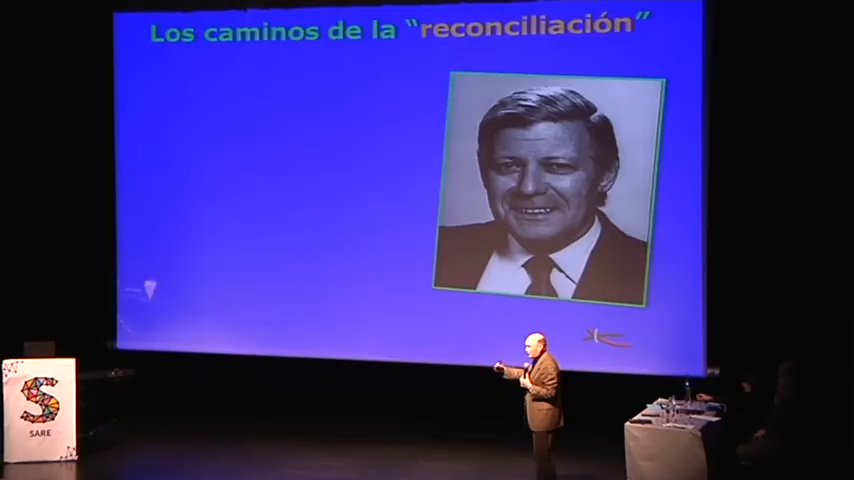 Los caminos de la “reconciliación”
S
SARE